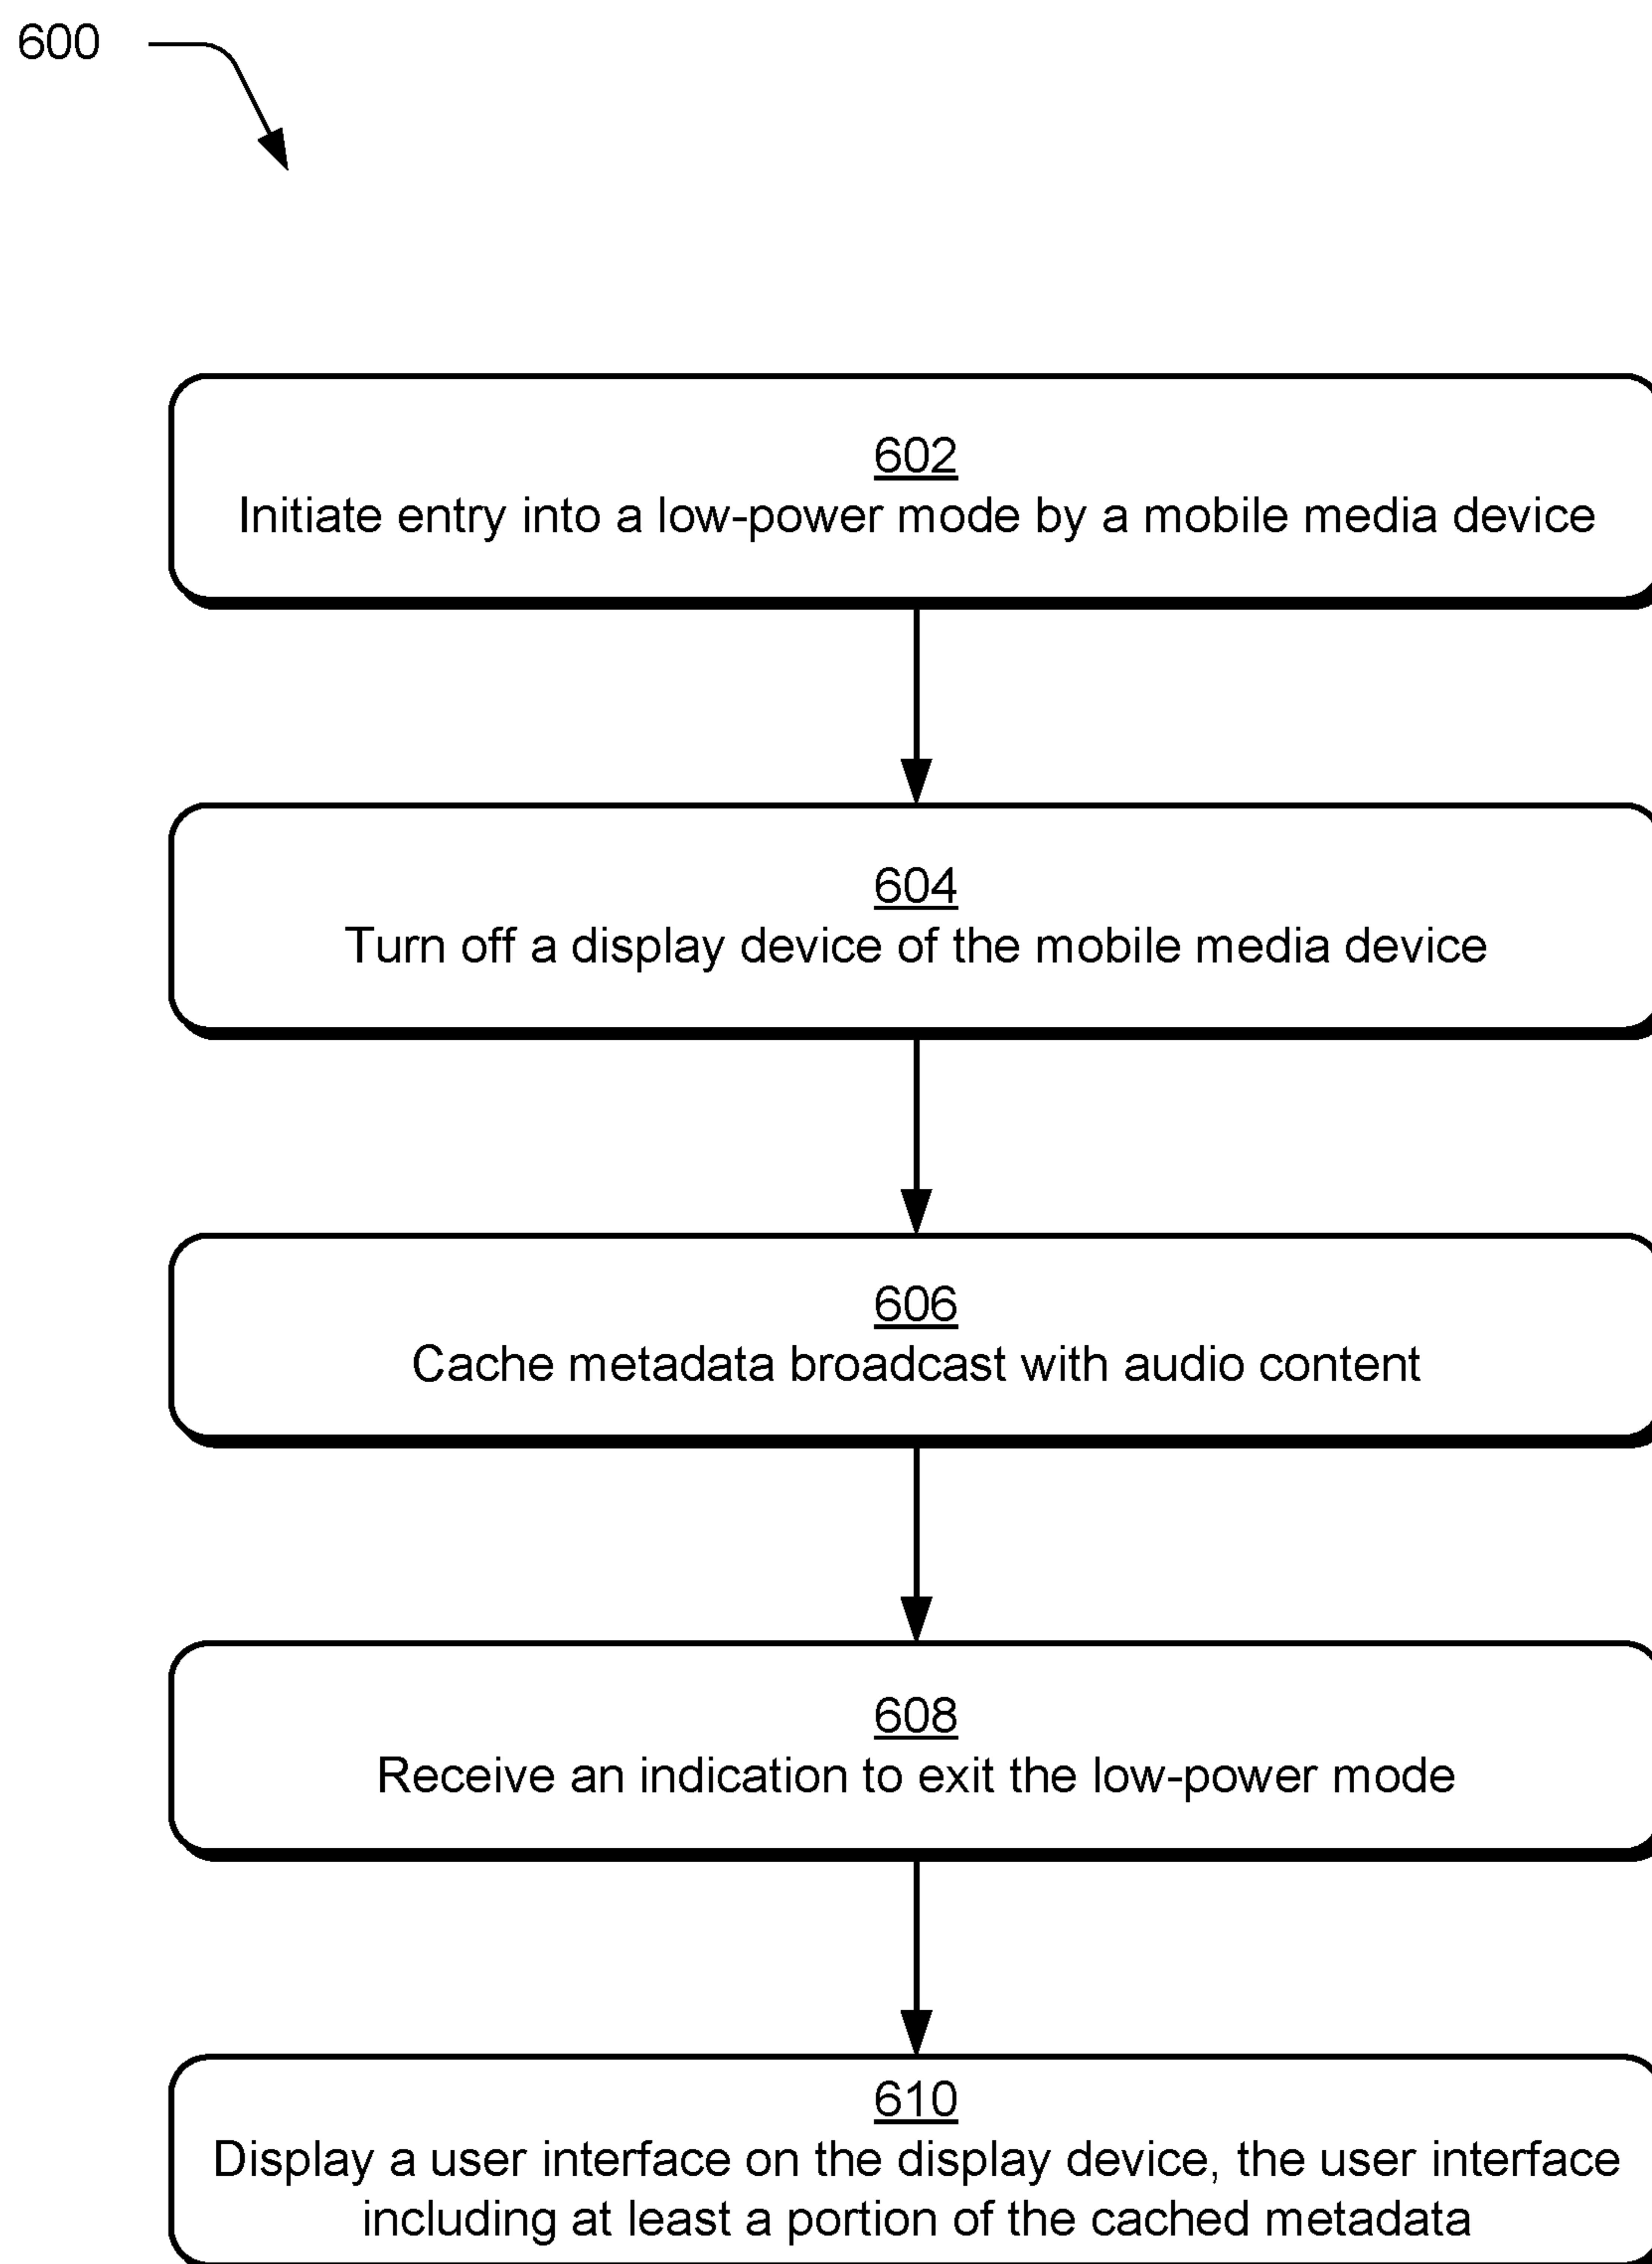 600
602
Initiate entry into a low-power mode by a mobile media device
604
Turn off a display device of the mobile media device
606
Cache metadata broadcast with audio content
608
Receive an indication to exit the low-power mode
610
Display a user interface on the display device, the user interface
including at least a portion of the cached metadata